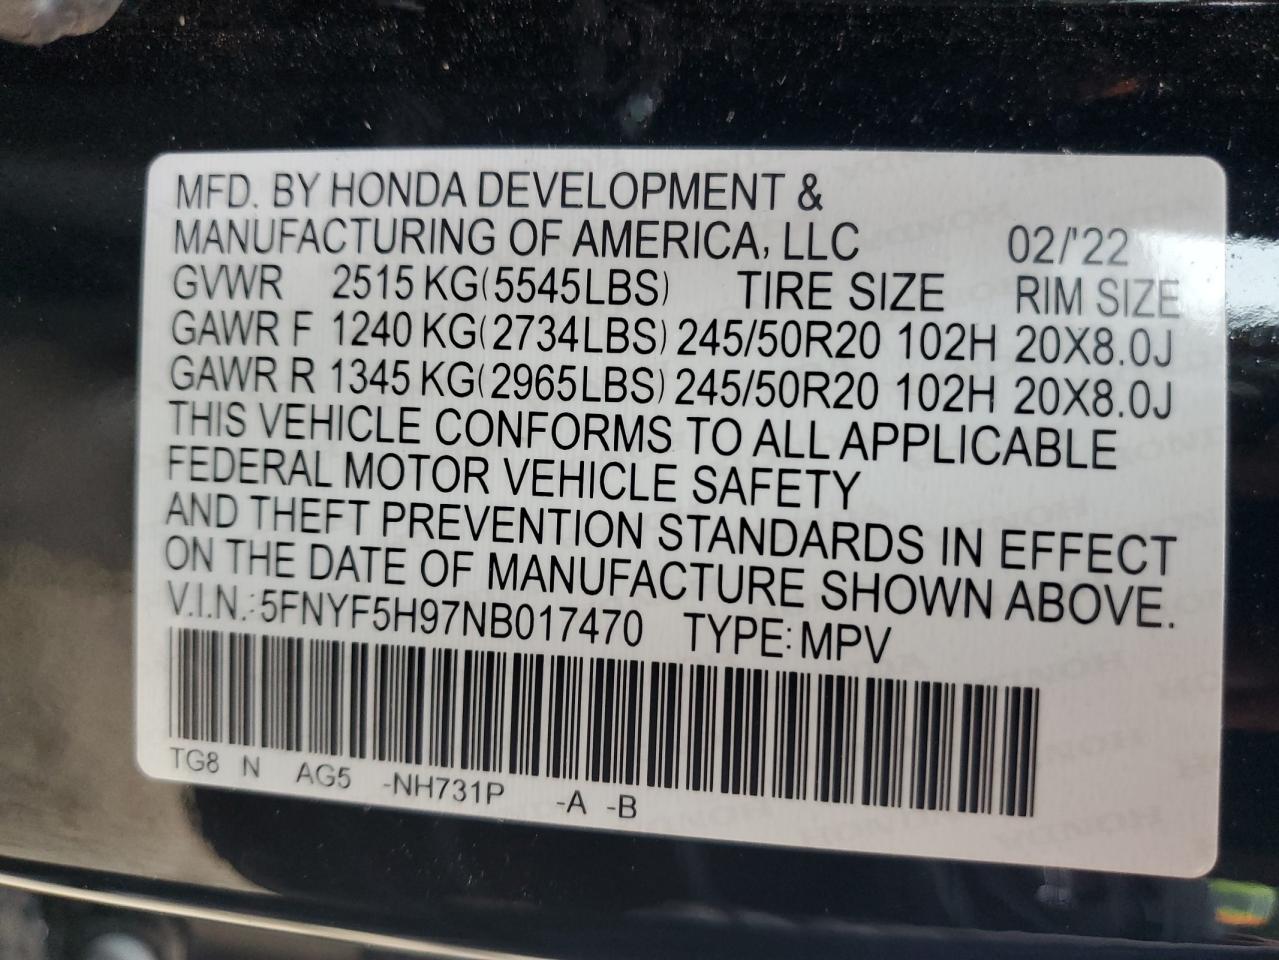 MFD. BY HONDA DEVELOPMENT &
MANUFACTURING OF AMERICA, LLC 02/'22
GVWR 2515 KG(5545LBS) TIRE SIZE RIM SIZE
GAWR F 1240 KG(2734LBS) 245/50R20 102H 20X8.0J
GAWR R 1345 KG(2965LBS) 245/50R20 102H 20X8.0J
THIS VEHICLE CONFORMS TO ALL APPLICABLE
FEDERAL MOTOR VEHICLE SAFETY
AND THEFT PREVENTION STANDARDS IN EFFECT
ON THE DATE OF MANUFACTURE SHOWN ABOVE.
V.I.N.: 5FNYF5H97NB017470 TYPE: MPV
TG8 N AG5 -NH731P -A -B